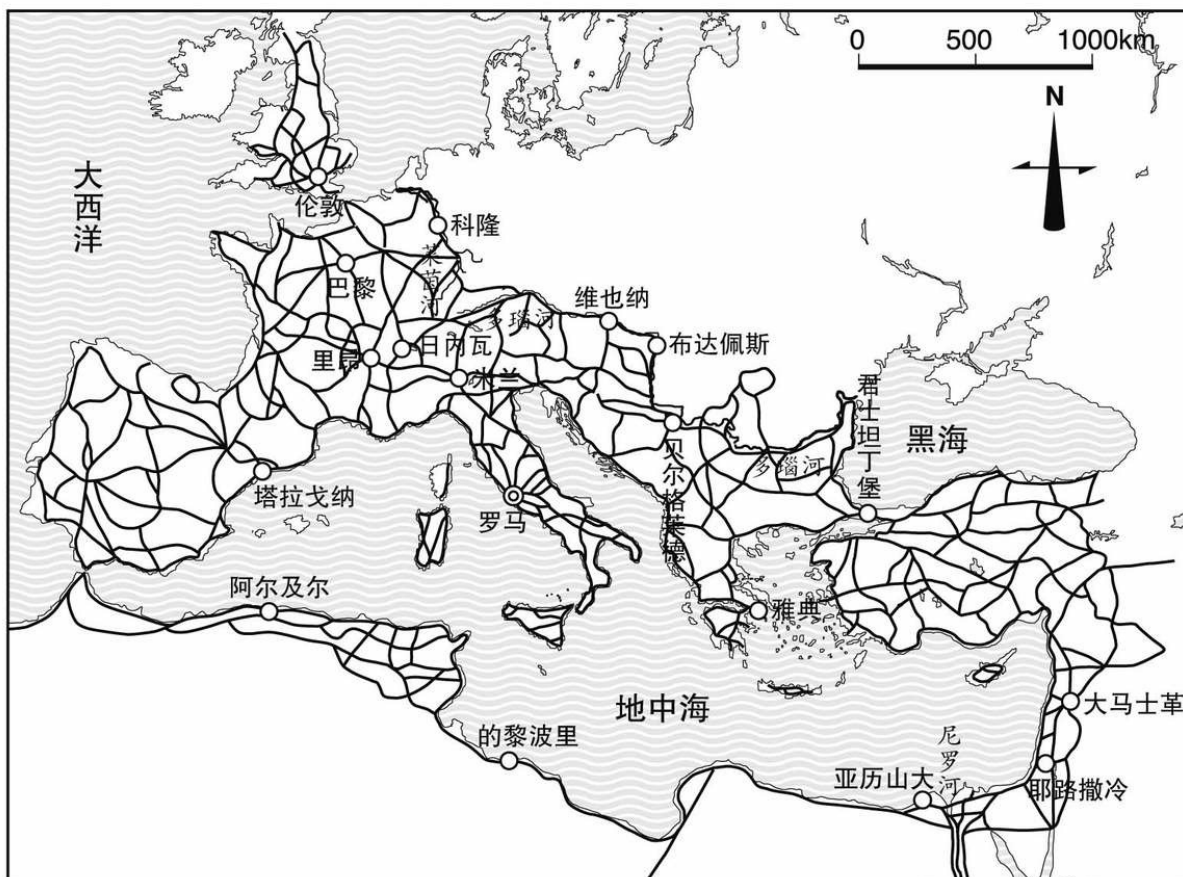 0 500 1000km
N
大西洋
伦敦
科隆
莱茵河
巴黎
维也纳
多瑙河
布达佩斯
日内瓦
里昂
米兰
君士坦丁堡
黑海
贝尔格莱德
多瑙河
塔拉戈纳
罗马
阿尔及尔
雅典
地中海
大马士革
的黎波里
尼罗河
亚历山大
耶路撒冷